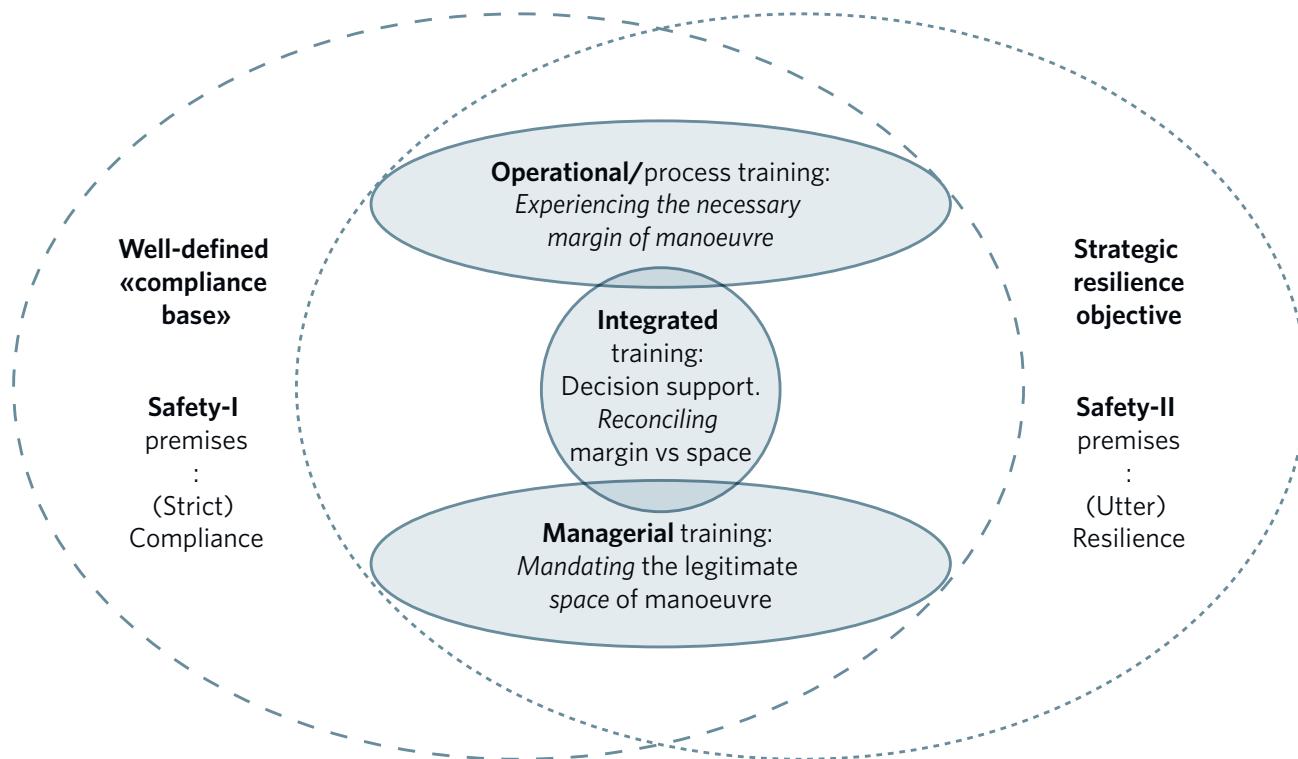 Operational/process training:
Experiencing the necessary
margin of manoeuvre
Well-defined
«compliance
base»
Safety-I
premises
:
(Strict)
Compliance
Integrated
training:
Decision support.
Reconciling
margin vs space
Managerial training:
Mandating the legitimate
space of manoeuvre
Strategic
resilience
objective
Safety-II
premises
:
(Utter)
Resilience